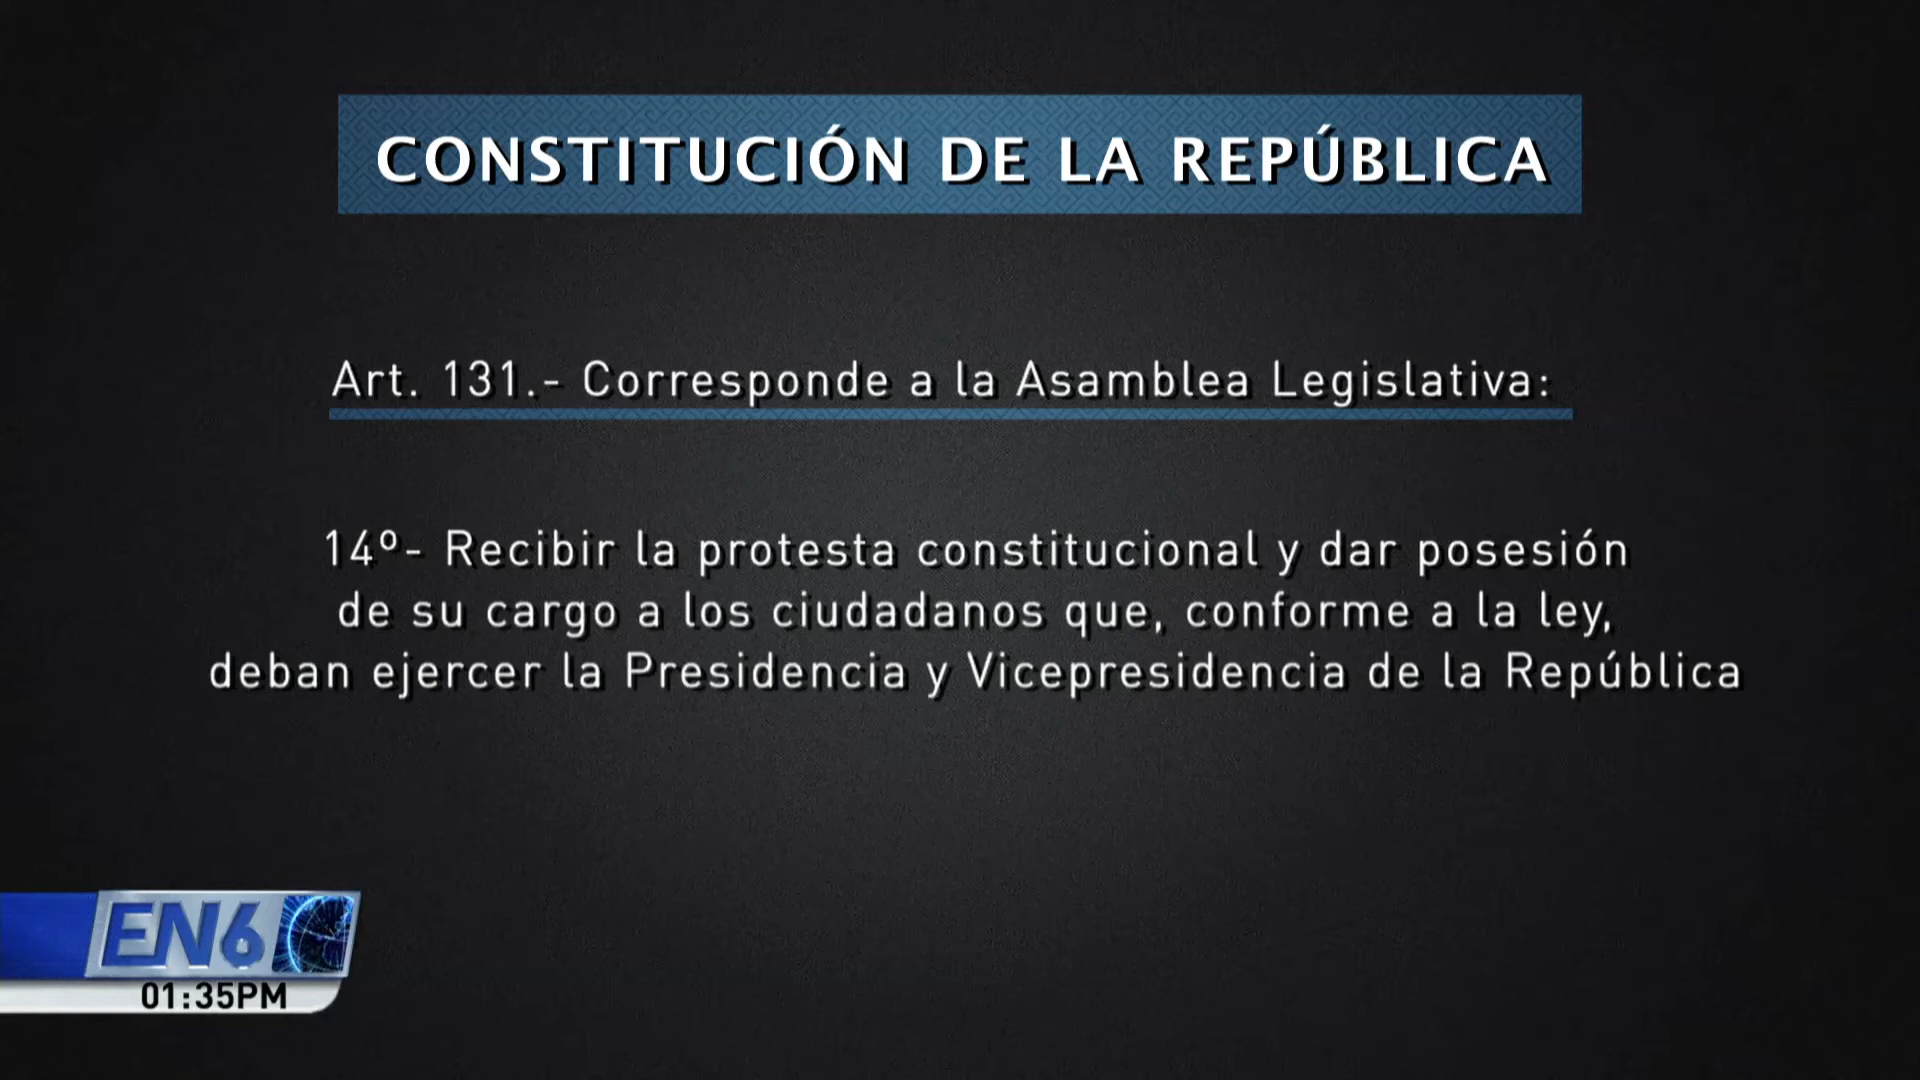 CONSTITUCIÓN DE LA REPÚBLICA
Art. 131.- Corresponde a la Asamblea Legislativa:
14º- Recibir la protesta constitucional y dar posesión
de su cargo a los ciudadanos que, conforme a la ley,
deban ejercer la Presidencia y Vicepresidencia de la República
EN6
01:35PM